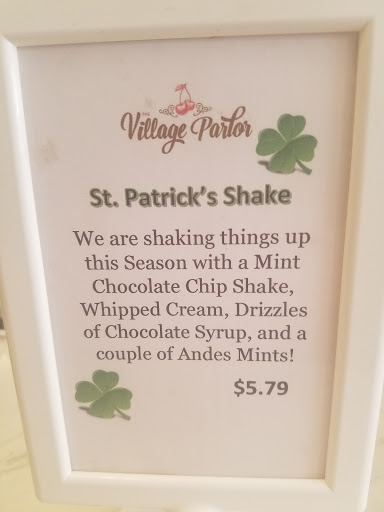 THE
Village Parlor
St. Patrick's Shake
We are shaking things up
this Season with a Mint
Chocolate Chip Shake,
Whipped Cream, Drizzles
of Chocolate Syrup, and a
couple of Andes Mints!
$5.79